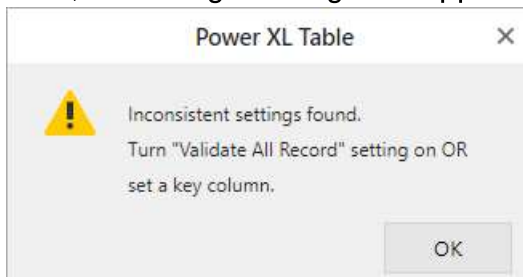 Power XL Table
Inconsistent settings found.
Turn "Validate All Record" setting on OR
set a key column.
OK